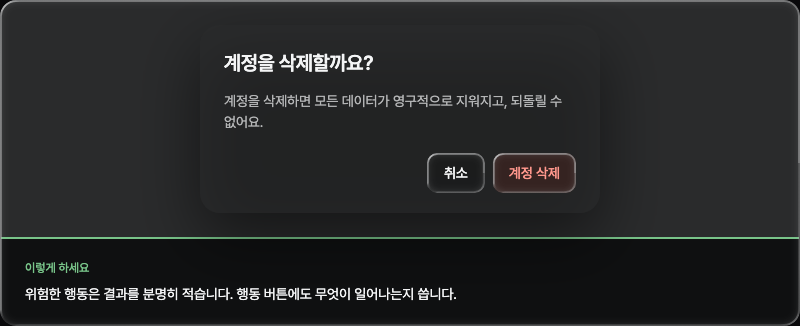 계정을 삭제할까요?
계정을 삭제하면 모든 데이터가 영구적으로 지워지고, 되돌릴 수
없어요.
취소
계정 삭제
이렇게 하세요
위험한 행동은 결과를 분명히 적습니다. 행동 버튼에도 무엇이 일어나는지 씁니다.